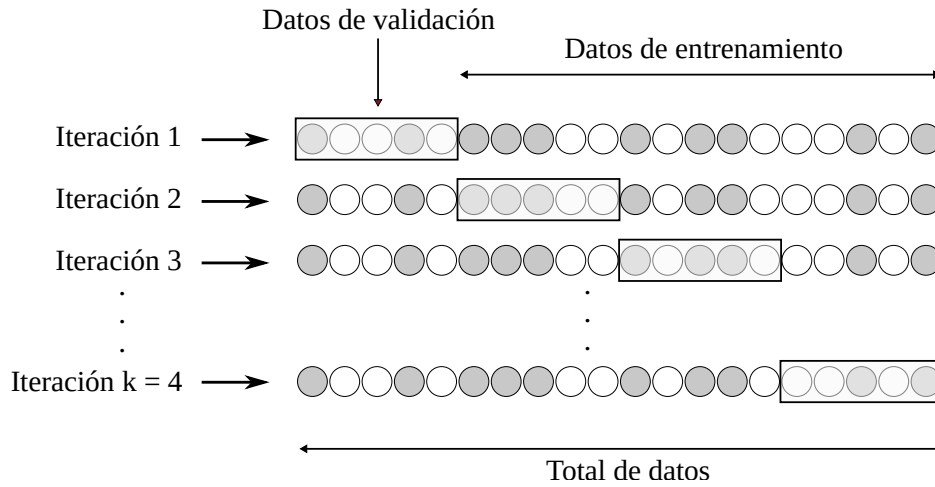 Datos de validación
Datos de entrenamiento
Iteración 1
Iteración 2
Iteración 3
Iteración k = 4
Total de datos